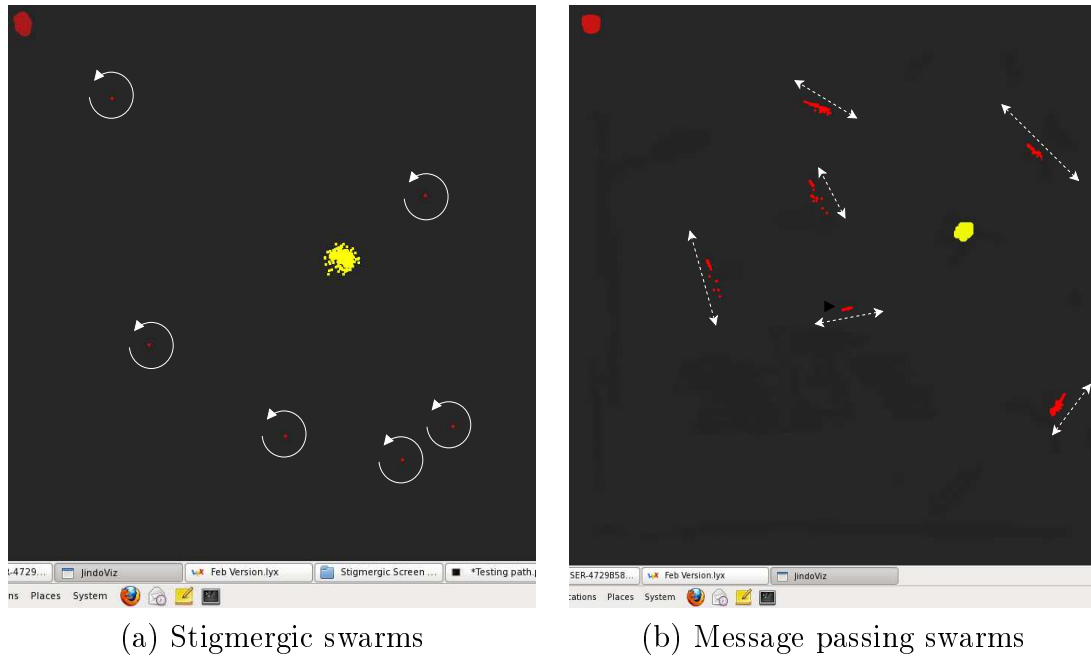 R-4729... JindoViz Feb Version.lyx Stigmergic Screen ... *Testing path.p
ns Places System
SER-4729B58... Feb Version.lyx JindoViz
cations Places System
(a) Stigmergic swarms
(b) Message passing swarms